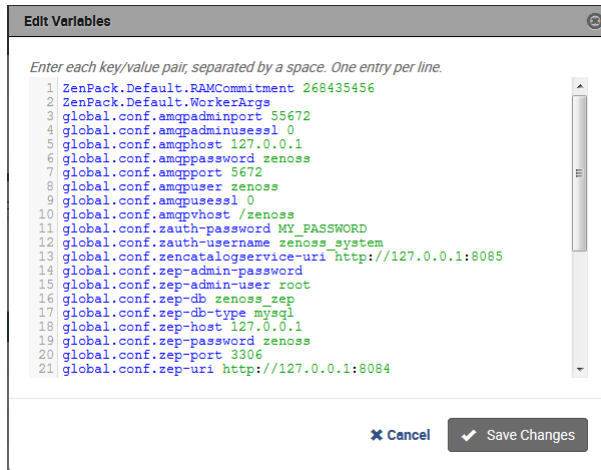 Edit Variables
Enter each key/value pair, separated by a space. One entry per line.
1 ZenPack.Default.RAMCommitment 268435456
2 ZenPack.Default.WorkerArgs
3 global.conf.amqpadminport 55672
4 global.conf.amqpadminusessl 0
5 global.conf.amqphost 127.0.0.1
6 global.conf.amqppassword zenoss
7 global.conf.amqpport 5672
8 global.conf.amqpuser zenoss
9 global.conf.amqpusessl 0
10 global.conf.amqpvhost /zenoss
11 global.conf.zauth-password MY_PASSWORD
12 global.conf.zauth-username zenoss_system
13 global.conf.zencatalogservice-uri http://127.0.0.1:8085
14 global.conf.zep-admin-password
15 global.conf.zep-admin-user root
16 global.conf.zep-db zenoss_zep
17 global.conf.zep-db-type mysql
18 global.conf.zep-host 127.0.0.1
19 global.conf.zep-password zenoss
20 global.conf.zep-port 3306
21 global.conf.zep-uri http://127.0.0.1:8084
Cancel
Save Changes